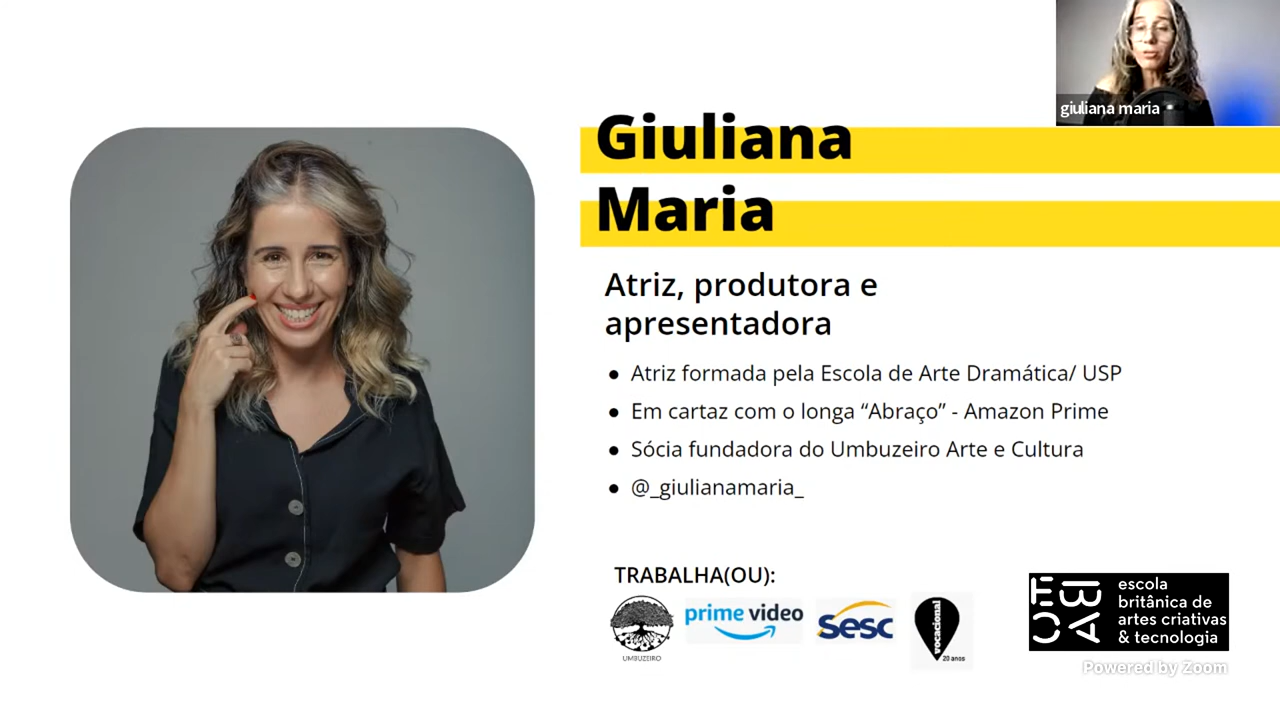 giuliana maria
Giuliana
Maria
Atriz, produtora e
apresentadora
● Atriz formada pela Escola de Arte Dramática/ USP
● Em cartaz com o longa “Abraço” - Amazon Prime
● Sócia fundadora do Umbuzeiro Arte e Cultura
● @_giulianamaria_
TRABALHA(OU):
UMBUZEIRO
prime video
Sesc
vocacional
20 anos
EBAC
escola
britânica de
artes criativas
& tecnologia
Powered by Zoom